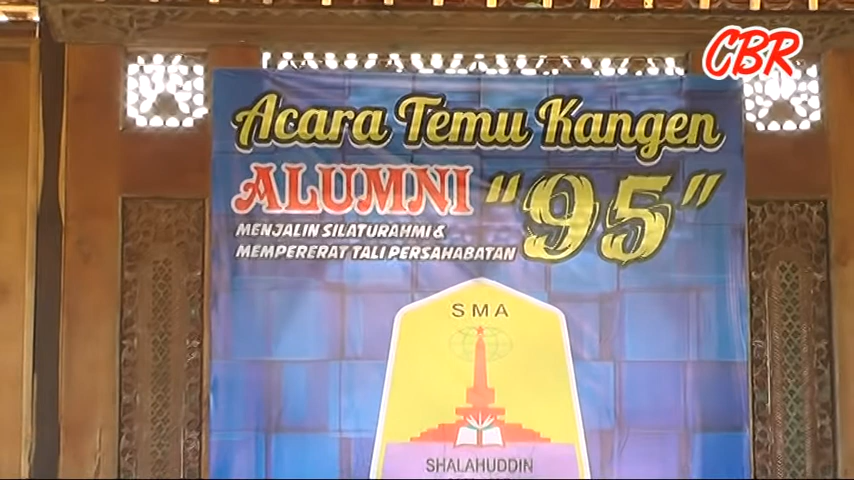 CBR
Acara Temu Kangen
ALUMNI "95"
MENJALIN SILATURAHMI &
MEMPERERAT TALI PERSAHABATAN
SMA
SHALAHUDDIN